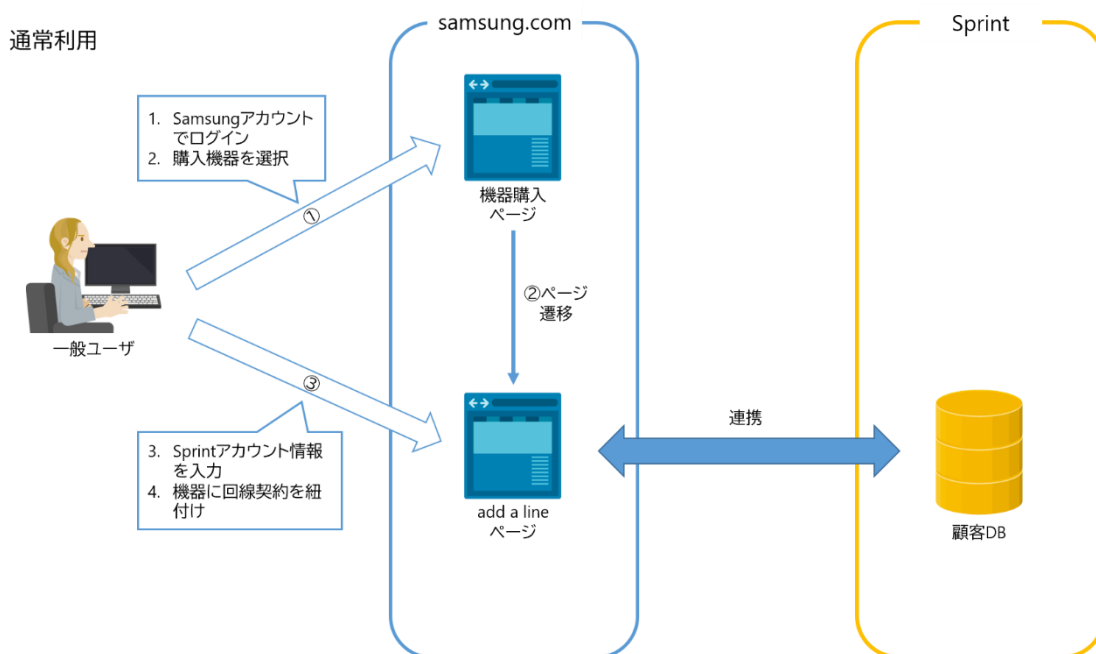 通常利用
samsung.com
Sprint
1. Samsungアカウント
でログイン
2. 購入機器を選択
①
機器購入
ページ
②ページ
遷移
一般ユーザ
③
3. Sprintアカウント情報
を入力
4. 機器に回線契約を紐
付け
add a line
ページ
連携
顧客DB